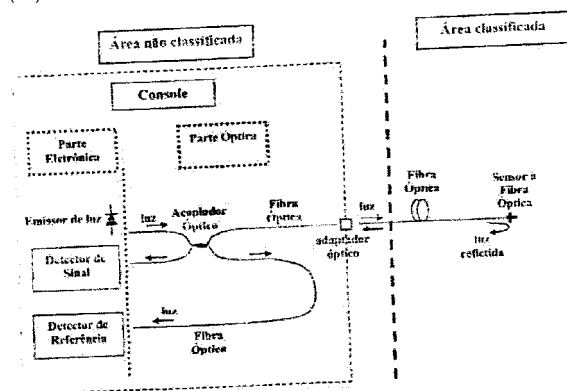 Área não classificada
Área classificada
Console
Parte
Eletrônica
Parte Óptica
Emissor de luz
luz
Acoplador
Óptico
Fibra
Óptica
luz
Fibra
Óptica
Sensor à
Fibra
Óptica
adaptador
óptico
luz
refletida
Detector de
Sinal
Detector de
Referência
luz
Fibra
Óptica